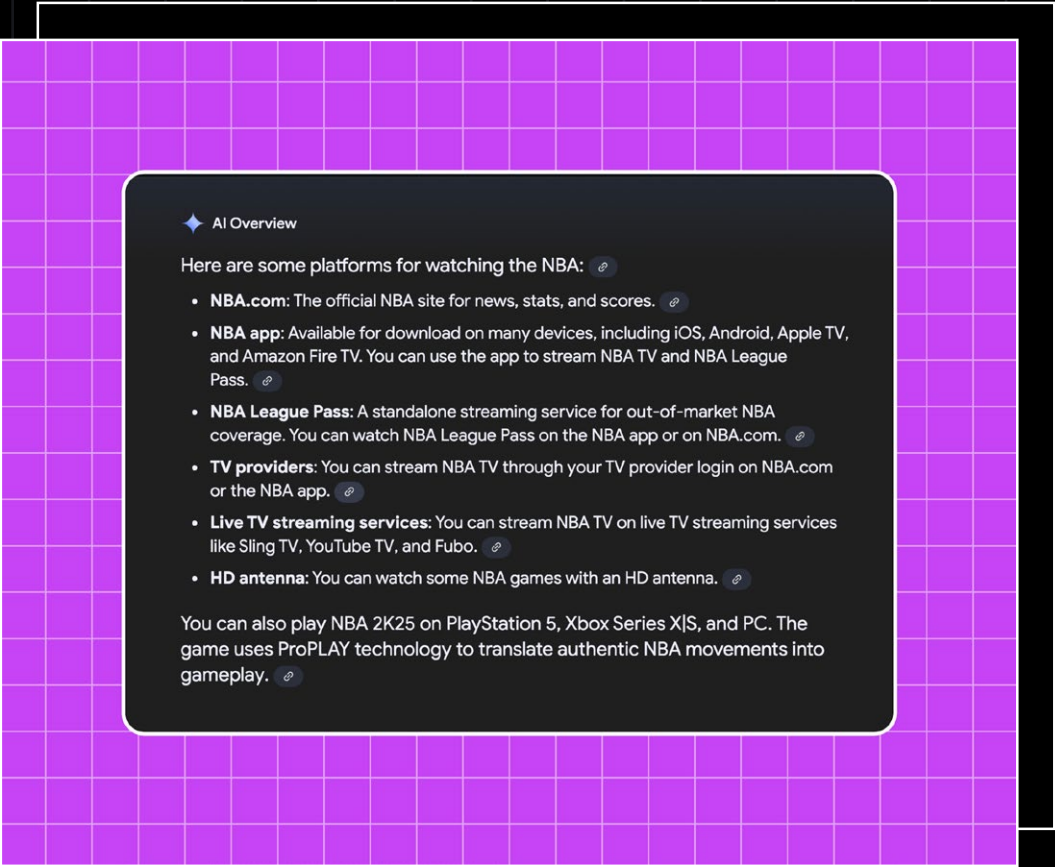 AI Overview
Here are some platforms for watching the NBA:
• NBA.com: The official NBA site for news, stats, and scores.
• NBA app: Available for download on many devices, including iOS, Android, Apple TV,
and Amazon Fire TV. You can use the app to stream NBA TV and NBA League
Pass.
• NBA League Pass: A standalone streaming service for out-of-market NBA
coverage. You can watch NBA League Pass on the NBA app or on NBA.com.
• TV providers: You can stream NBA TV through your TV provider login on NBA.com
or the NBA app.
• Live TV streaming services: You can stream NBA TV on live TV streaming services
like Sling TV, YouTube TV, and Fubo.
• HD antenna: You can watch some NBA games with an HD antenna.
You can also play NBA 2K25 on PlayStation 5, Xbox Series X|S, and PC. The
game uses ProPLAY technology to translate authentic NBA movements into
gameplay.